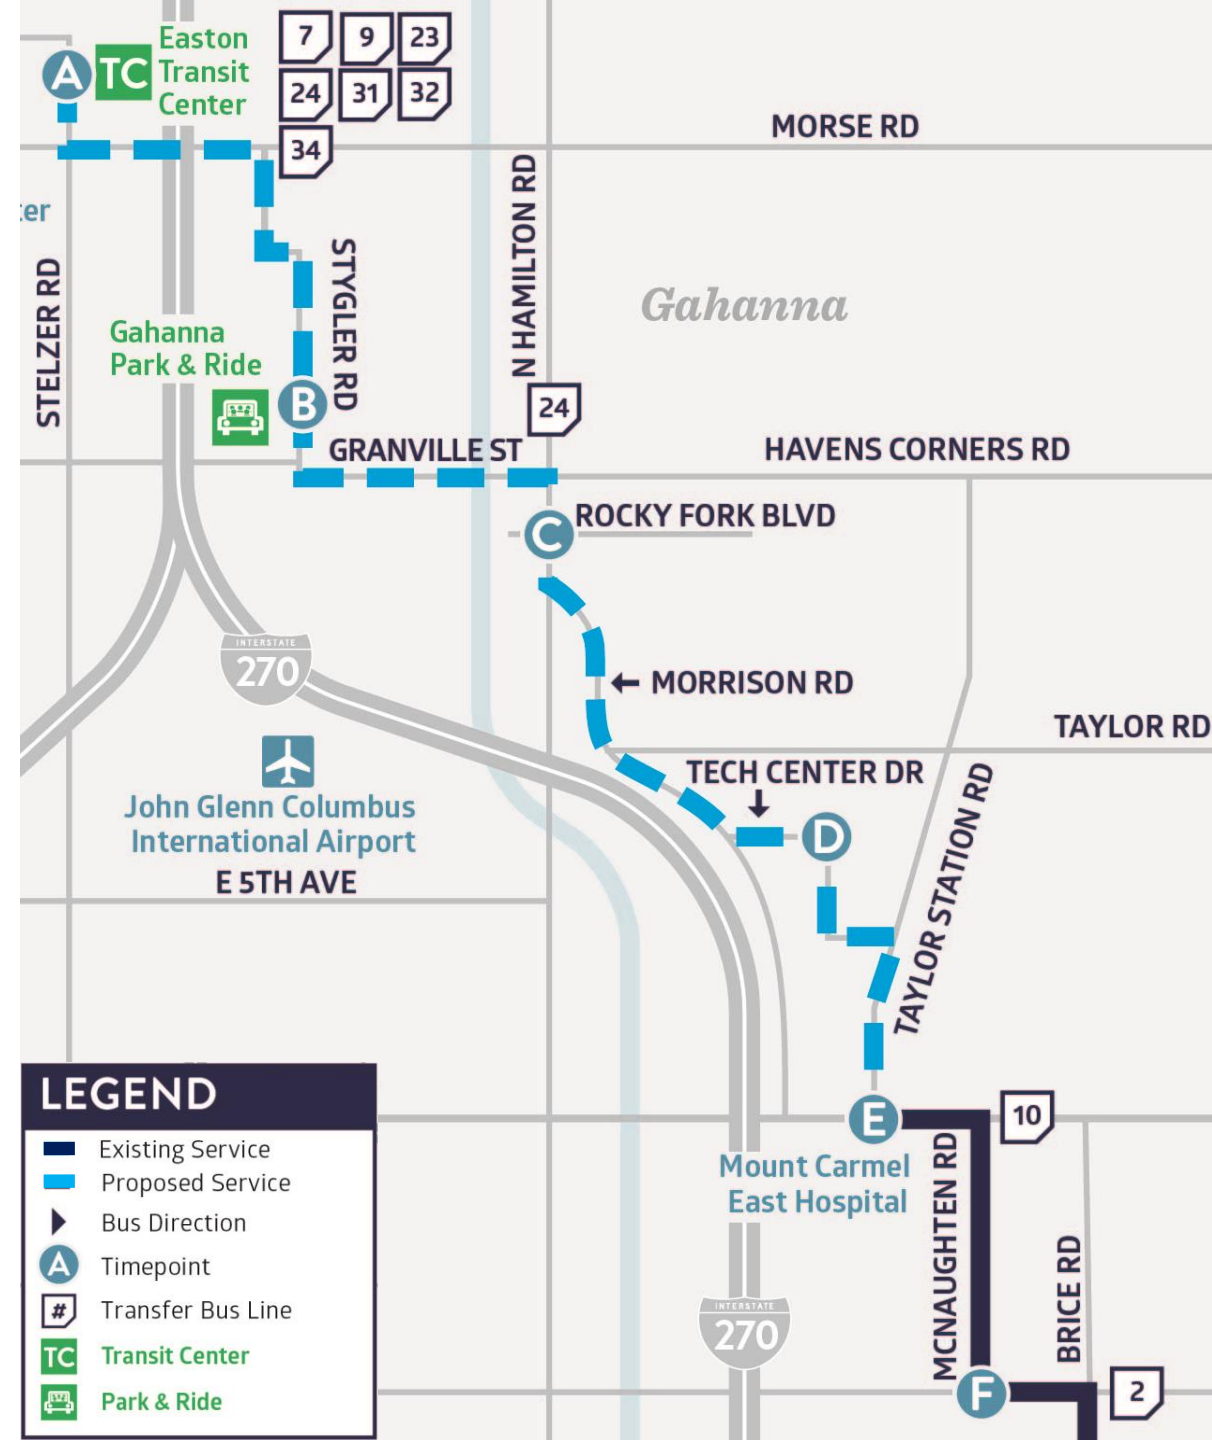 A
TC
Easton
Transit
Center
7
9
23
24
31
32
34
MORSE RD
N HAMILTON RD
ter
STELZER RD
STYGLER RD
Gahanna
Gahanna
Park & Ride
B
24
GRANVILLE ST
HAVENS CORNERS RD
C
ROCKY FORK BLVD
INTERSTATE
270
MORRISON RD
TAYLOR RD
TECH CENTER DR
John Glenn Columbus
International Airport
D
TAYLOR STATION RD
E 5TH AVE
LEGEND
Existing Service
Proposed Service
Bus Direction
A
Timepoint
#
Transfer Bus Line
TC
Transit Center
Park & Ride
E
10
Mount Carmel
East Hospital
MCNAUGHTEN RD
BRICE RD
INTERSTATE
270
F
2